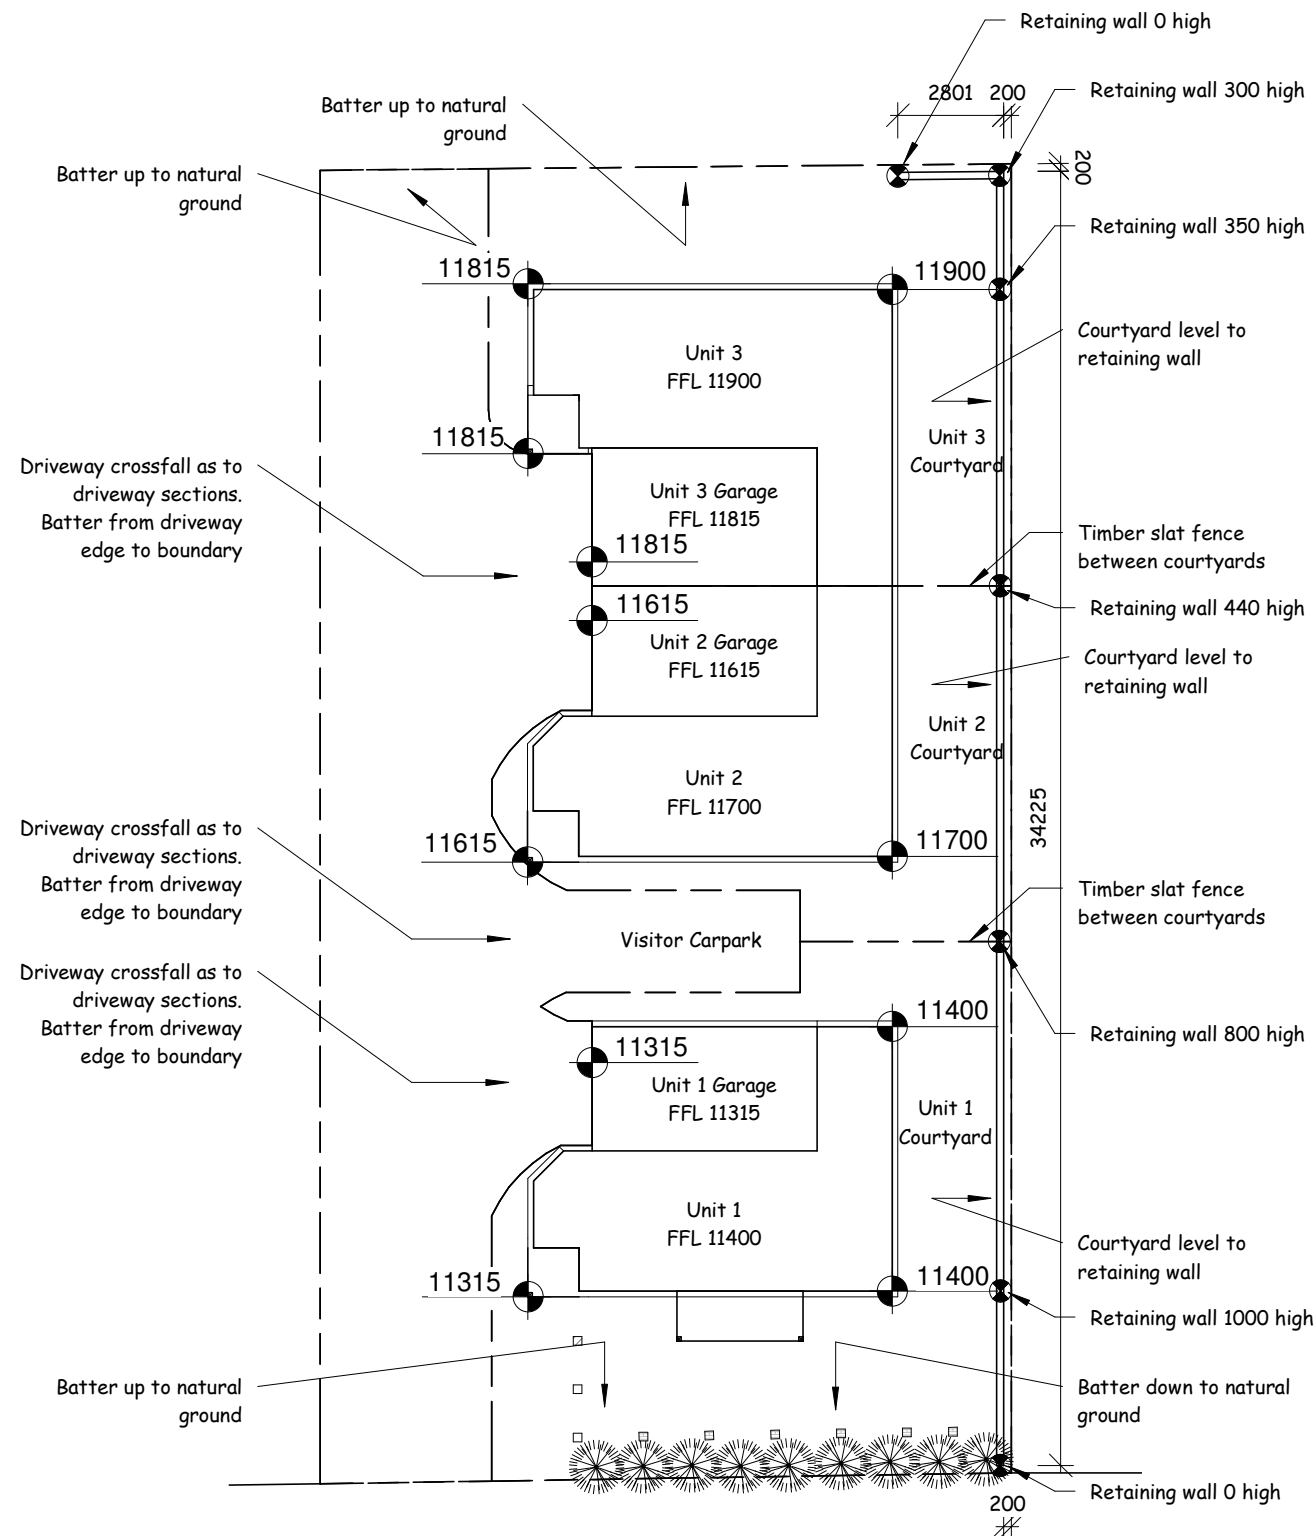 Retaining wall 0 high
2801 200
Retaining wall 300 high
Batter up to natural
ground
200
Batter up to natural
ground
Retaining wall 350 high
11815
11900
Courtyard level to
retaining wall
Unit 3
FFL 11900
11815
Unit 3
Courtyard
Driveway crossfall as to
driveway sections.
Batter from driveway
edge to boundary
Unit 3 Garage
FFL 11815
11815
Timber slat fence
between courtyards
11615
Retaining wall 440 high
Unit 2 Garage
FFL 11615
Courtyard level to
retaining wall
Unit 2
Courtyard
Unit 2
FFL 11700
34225
Driveway crossfall as to
driveway sections.
Batter from driveway
edge to boundary
11615
11700
Timber slat fence
between courtyards
Visitor Carpark
Driveway crossfall as to
driveway sections.
Batter from driveway
edge to boundary
11400
Retaining wall 800 high
11315
Unit 1 Garage
FFL 11315
Unit 1
Courtyard
Unit 1
FFL 11400
Courtyard level to
retaining wall
11315
11400
Retaining wall 1000 high
Batter up to natural
ground
Batter down to natural
ground
Retaining wall 0 high
200